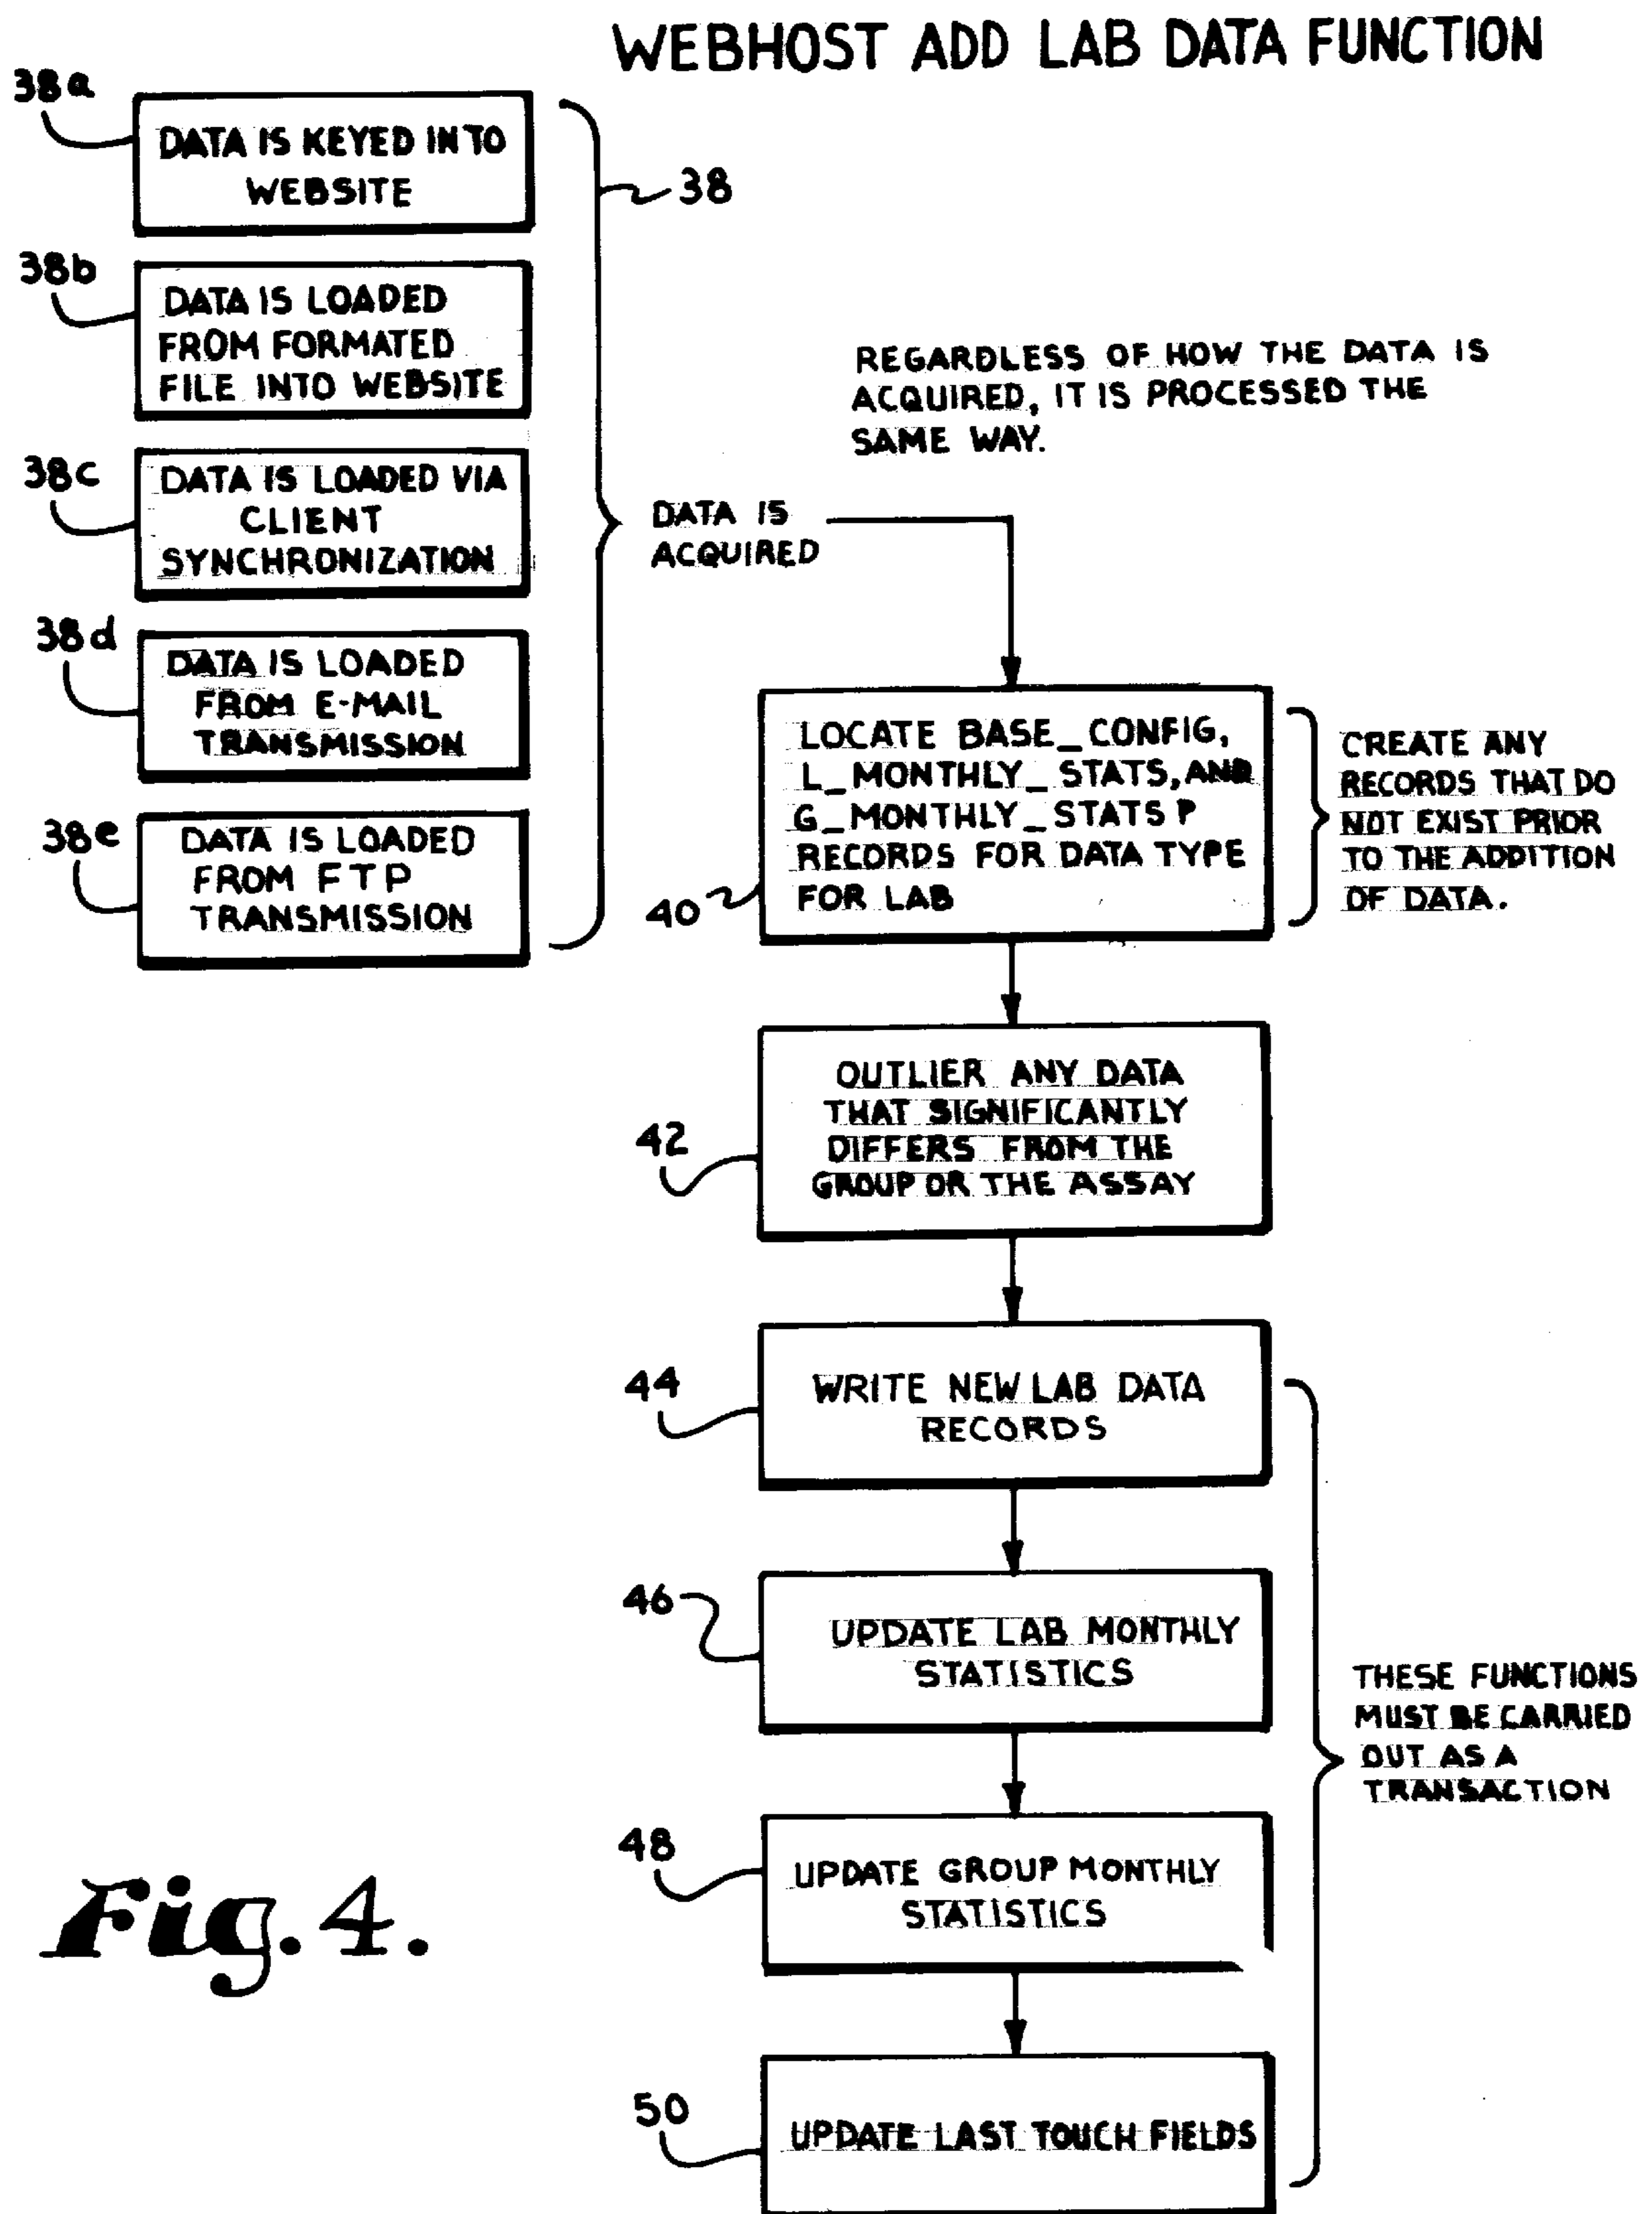 WEBHOST ADD LAB DATA FUNCTION
38a
DATA IS KEYED IN TO
WEBSITE
38
38b
DATA IS LOADED
FROM FORMATED
FILE INTO WEBSITE
38c
DATA IS LOADED VIA
CLIENT
SYNCHRONIZATION
38d
DATA IS LOADED
FROM E-MAIL
TRANSMISSION
38e
DATA IS LOADED
FROM FTP
TRANSMISSION
REGARDLESS OF HOW THE DATA IS
ACQUIRED, IT IS PROCESSED THE
SAME WAY.
DATA IS
ACQUIRED
40
LOCATE BASE_CONFIG,
L_MONTHLY_STATS, AND
G_MONTHLY_STATS P
RECORDS FOR DATA TYPE
FOR LAB
CREATE ANY
RECORDS THAT DO
NOT EXIST PRIOR
TO THE ADDITION
OF DATA.
42
OUTLIER ANY DATA
THAT SIGNIFICANTLY
DIFFERS FROM THE
GROUP OR THE ASSAY
44
WRITE NEW LAB DATA
RECORDS
46
UPDATE LAB MONTHLY
STATISTICS
THESE FUNCTIONS
MUST BE CARRIED
OUT AS A
TRANSACTION
48
UPDATE GROUP MONTHLY
STATISTICS
50
UPDATE LAST TOUCH FIELDS
Fig. 4.